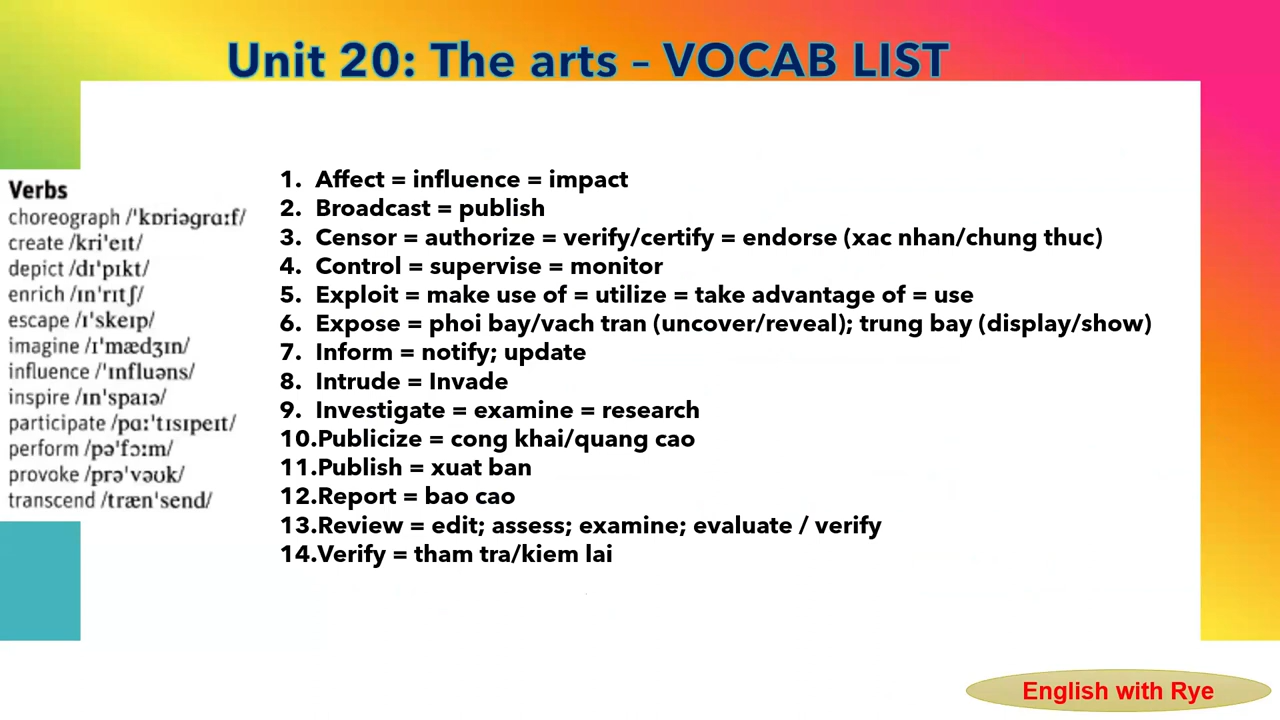 Unit 20: The arts – VOCAB LIST
Verbs
choreograph /ˈkɒriəgrɑːf/
create /kriˈeɪt/
depict /dɪˈpɪkt/
enrich /ɪnˈrɪtʃ/
escape /ɪˈskeɪp/
imagine /ɪˈmædʒɪn/
influence /ˈɪnfluəns/
inspire /ɪnˈspaɪə/
participate /pɑːˈtɪsɪpeɪt/
perform /pəˈfɔːm/
provoke /prəˈvəʊk/
transcend /trænˈsend/
1. Affect = influence = impact
2. Broadcast = publish
3. Censor = authorize = verify/certify = endorse (xac nhan/chung thuc)
4. Control = supervise = monitor
5. Exploit = make use of = utilize = take advantage of = use
6. Expose = phoi bay/vach tran (uncover/reveal); trung bay (display/show)
7. Inform = notify; update
8. Intrude = Invade
9. Investigate = examine = research
10.Publicize = cong khai/quang cao
11.Publish = xuat ban
12.Report = bao cao
13.Review = edit; assess; examine; evaluate / verify
14.Verify = tham tra/kiem lai
English with Rye